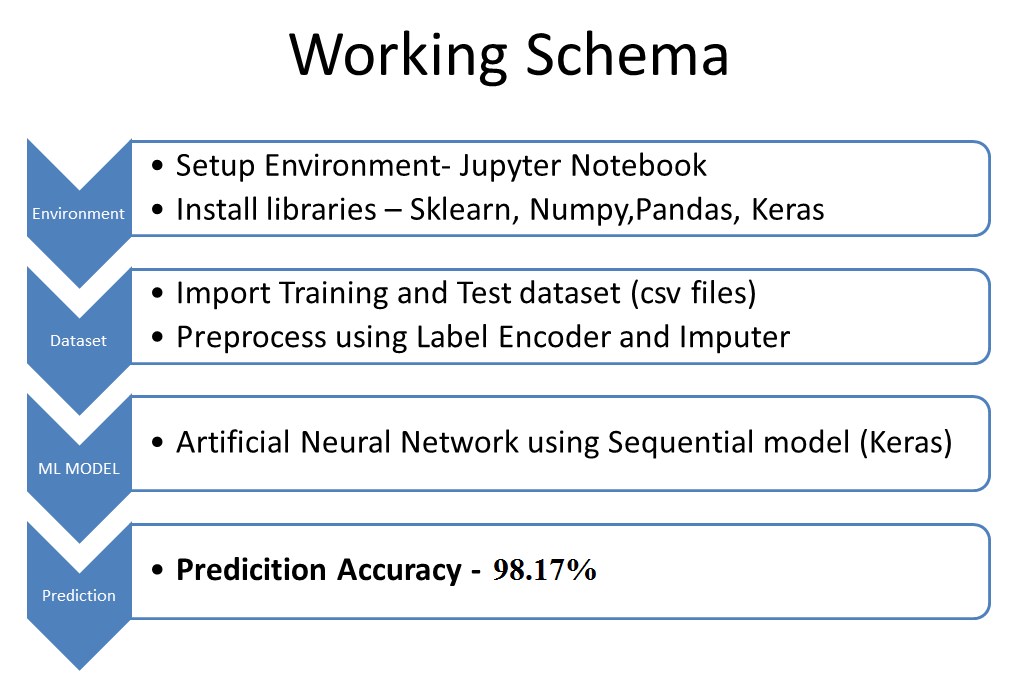 Working Schema
Environment
• Setup Environment- Jupyter Notebook
• Install libraries – Sklearn, Numpy,Pandas, Keras
Dataset
• Import Training and Test dataset (csv files)
• Preprocess using Label Encoder and Imputer
ML MODEL
• Artificial Neural Network using Sequential model (Keras)
Prediction
• Predicition Accuracy - 98.17%